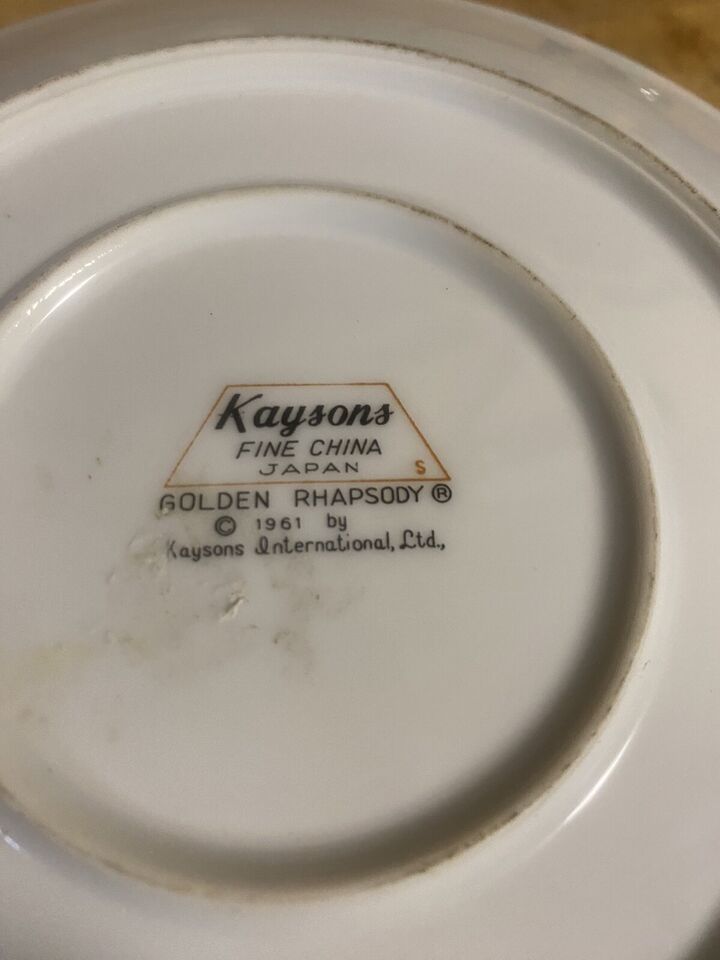 Kaysons
FINE CHINA
JAPAN S
GOLDEN RHAPSODY ®
© 1961 by
Kaysons International, Ltd.,